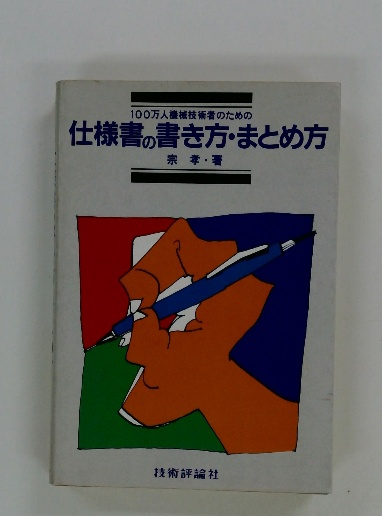 100万人機械技術者のための
仕様書の書き方・まとめ方
宗 孝・著
技術評論社